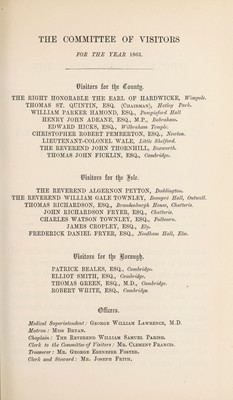 THE COMMITTEE OF VISITORS
FOR THE YEAR 1863.
Visitors for the County.
THE RIGHT HONORABLE THE EARL OF HARDWICKE, Wimpole.
THOMAS ST. QUINTIN, ESQ. (CHAIRMAN), Hatley Park.
WILLIAM PARKER HAMOND, ESQ., Pampisford Hall
HENRY JOHN ADEANE, ESQ., M.P., Babraham.
EDWARD HICKS, ESQ., Wilbraham Temple.
CHRISTOPHER ROBERT PEMBERTON, ESQ., Newton.
LIEUTENANT-COLONEL WALE, Little Shelford.
THE REVEREND JOHN THORNHILL, Boxworth.
THOMAS JOHN FICKLIN, ESQ., Cambridge.
Visitors for the Isle.
THE REVEREND ALGERNON PEYTON, Doddington.
THE REVEREND WILLIAM GALE TOWNLEY, Beaupré Hall, Outwell.
THOMAS RICHARDSON, ESQ., Brandenburgh House, Chatteris.
JOHN RICHARDSON FRYER, ESQ., Chatteris.
CHARLES WATSON TOWNLEY, ESQ., Fulbourn.
JAMES CROPLEY, ESQ., Ely.
FREDERICK DANIEL FRYER, ESQ., Needham Hall, Elm.
Visitors for the Borough.
PATRICK BEALES, ESQ., Cambridge.
ELLIOT SMITH, ESQ., Cambridge.
THOMAS GREEN, ESQ., M.D., Cambridge.
ROBERT WHITE, ESQ., Cambridge.
Officers.
Medical Superintendent: GEORGE WILLIAM LAWRENCE, M.D.
Matron: MISS BRYAN.
Chaplain: THE REVEREND WILLIAM SAMUEL PARISH.
Clerk to the Committee of Visitors: MR. CLEMENT FRANCIS.
Treasurer: MR. GEORGE EBENEZER FOSTER.
Clerk and Steward: MR. JOSEPH FRITH.